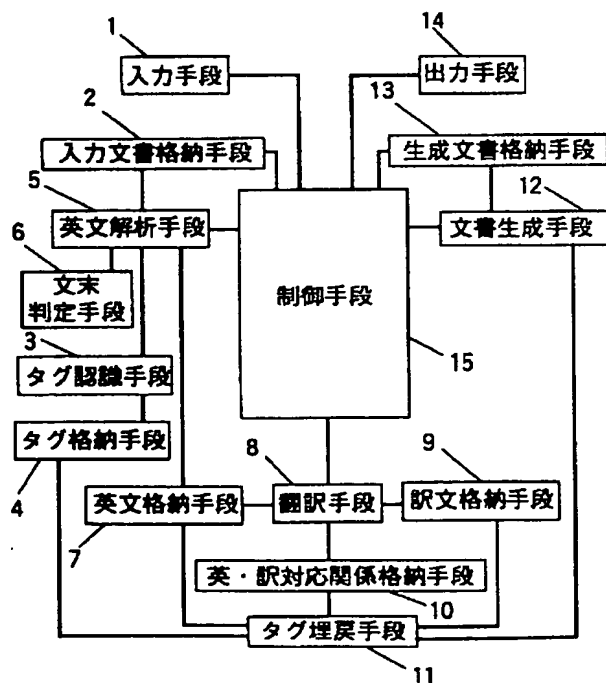 1
14
入力手段
出力手段
2
13
入力文書格納手段
生成文書格納手段
5
12
英文解析手段
文書生成手段
6
文末
判定手段
制御手段
3
15
タグ認識手段
タグ格納手段
8
9
4
英文格納手段
翻訳手段
訳文格納手段
7
英・訳対応関係格納手段
10
タグ埋戻手段
11